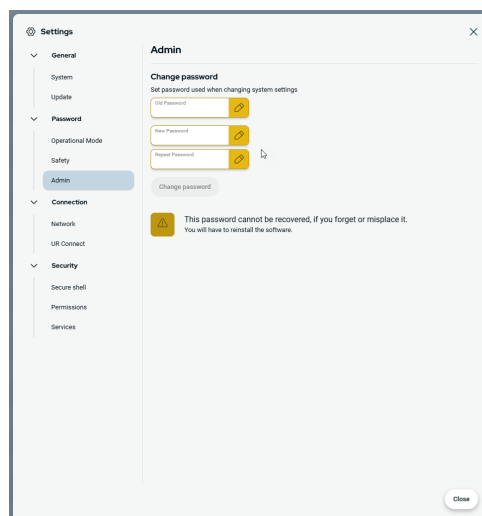 Settings
General
System
Update
Password
Operational Mode
Safety
Admin
Connection
Network
UR Connect
Security
Secure shell
Permissions
Services
Admin
Change password
Set password used when changing system settings
Old Password
New Password
Repeat Password
Change password
This password cannot be recovered, if you forget or misplace it.
You will have to reinstall the software.
Close